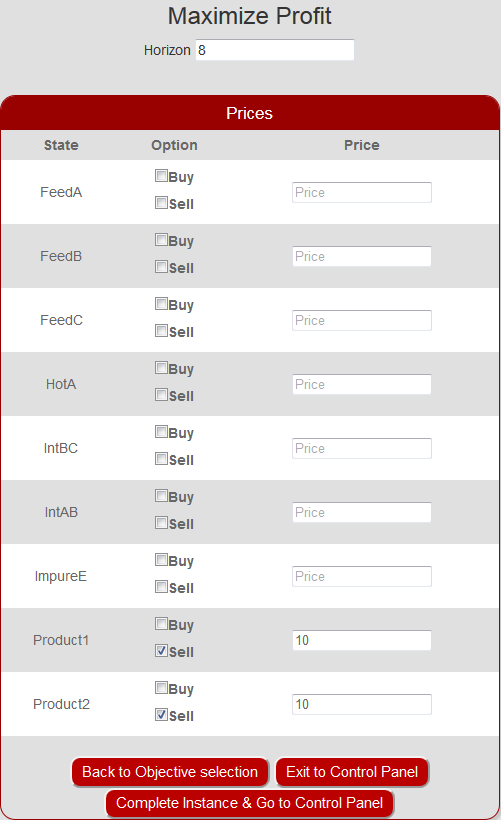 Maximize Profit
Horizon 8
Prices
State Option Price
Buy
FeedA Price
Sell
Buy
FeedB Price
Sell
Buy
FeedC Price
Sell
Buy
HotA Price
Sell
Buy
IntBC Price
Sell
Buy
IntAB Price
Sell
Buy
ImpureE Price
Sell
Buy
Product1 10
Sell
Buy
Product2 10
Sell
Back to Objective selection Exit to Control Panel
Complete Instance & Go to Control Panel